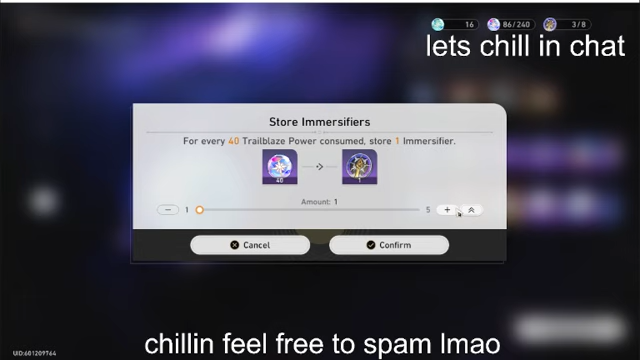 16 86/240 3/8
lets chill in chat
Store Immersifiers
For every 40 Trailblaze Power consumed, store 1 Immersifier.
40 1
Amount: 1
1 5
Cancel Confirm
chillin feel free to spam lmao
UID:601209764